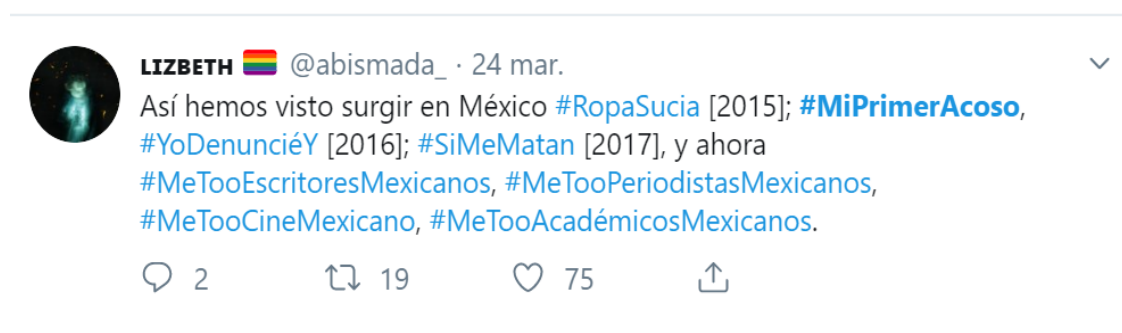 LIZBETH 🏳️‍🌈 @abismada_ · 24 mar.
Así hemos visto surgir en México #RopaSucia [2015]; #MiPrimerAcoso,
#YoDenunciéY [2016]; #SiMeMatan [2017], y ahora
#MeTooEscritoresMexicanos, #MeTooPeriodistasMexicanos,
#MeTooCineMexicano, #MeTooAcadémicosMexicanos.
2 19 75